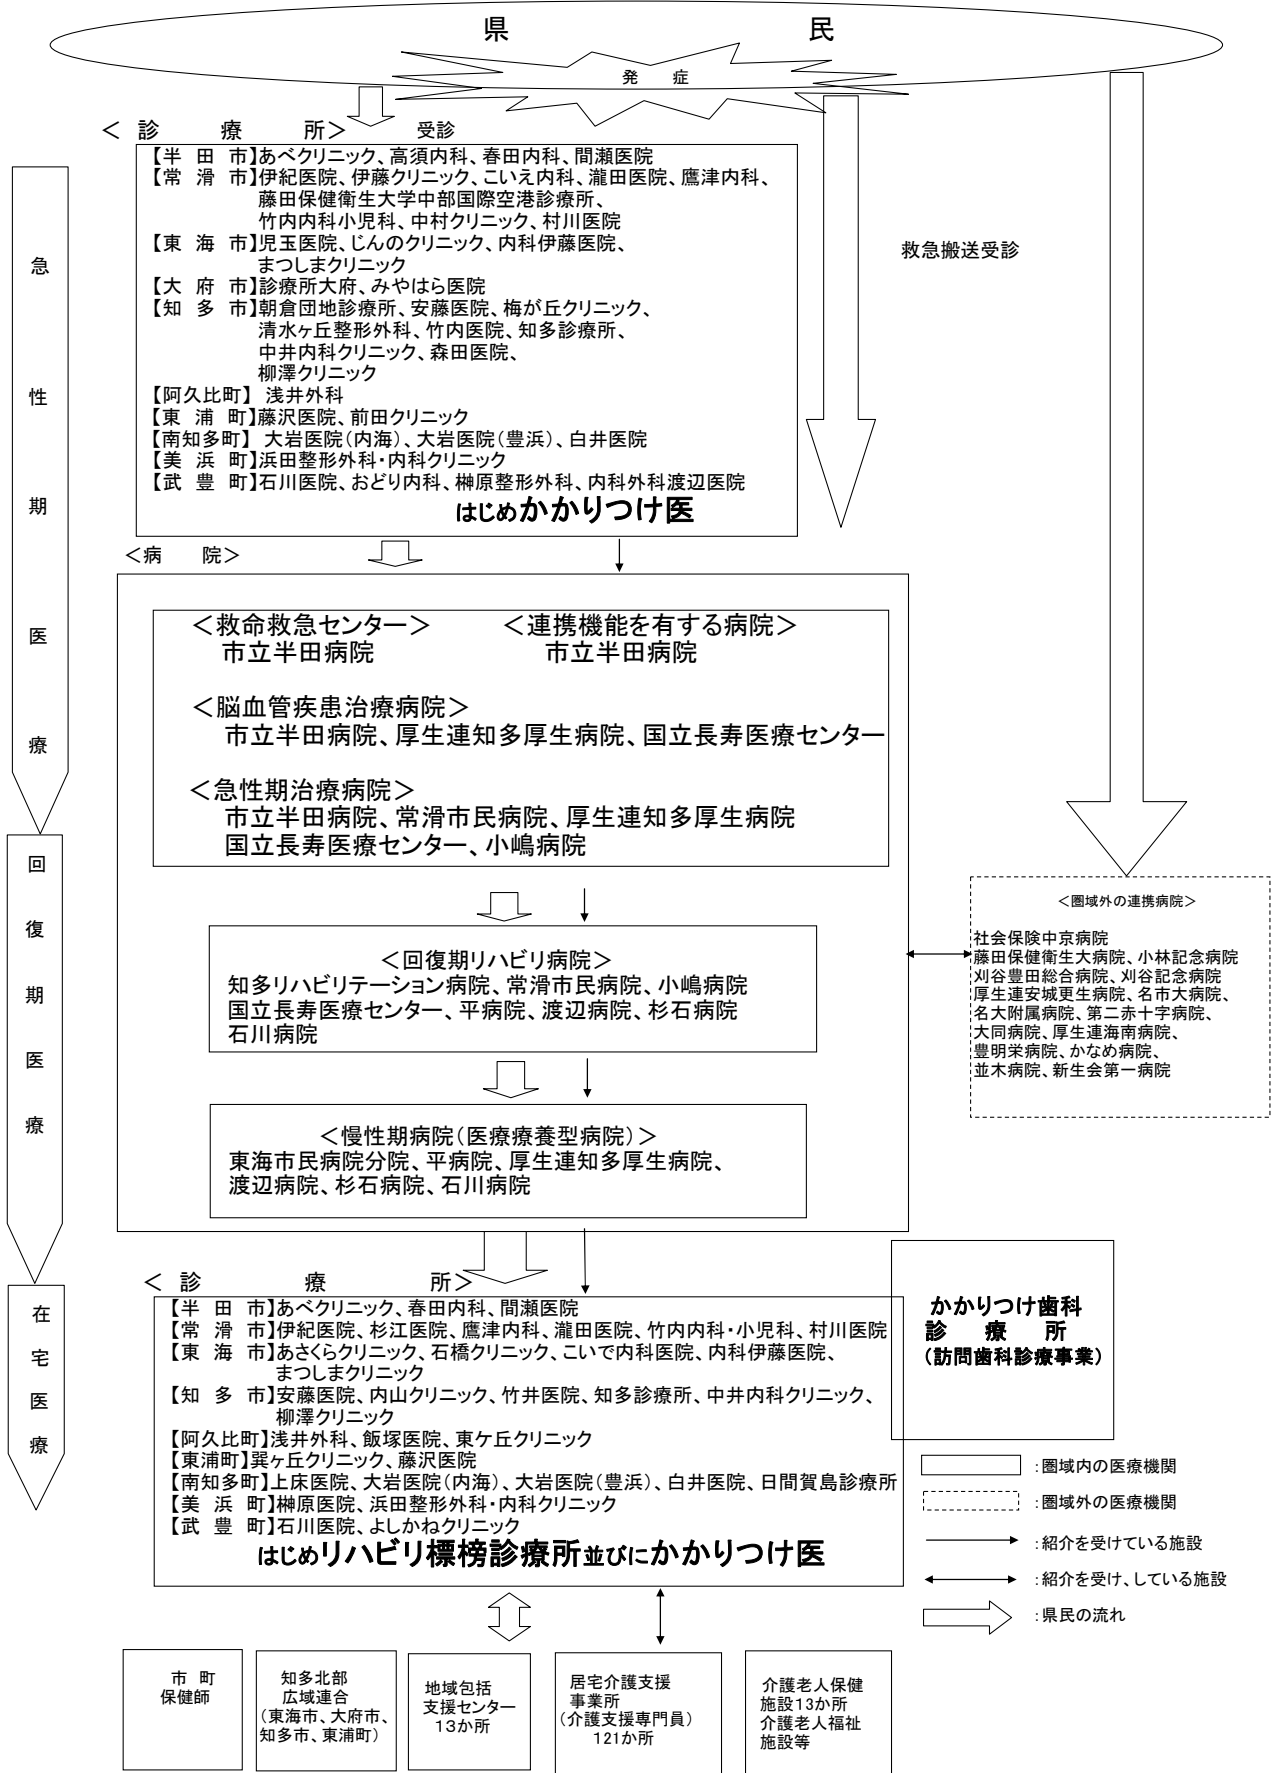 県 民
発 症
＜ 診 療 所＞ 受診
【半 田 市】あべクリニック、高須内科、春田内科、間瀬医院
【常 滑 市】伊紀医院、伊藤クリニック、こいえ内科、瀧田医院、鷹津内科、
藤田保健衛生大学中部国際空港診療所、
竹内内科小児科、中村クリニック、村川医院
【東 海 市】児玉医院、じんのクリニック、内科伊藤医院、
まつしまクリニック
【大 府 市】診療所大府、みやはら医院
【知 多 市】朝倉団地診療所、安藤医院、梅が丘クリニック、
清水ヶ丘整形外科、竹内医院、知多診療所、
中井内科クリニック、森田医院、
柳澤クリニック
【阿久比町】 浅井外科
【東 浦 町】藤沢医院、前田クリニック
【南知多町】 大岩医院（内海）、大岩医院（豊浜）、白井医院
【美 浜 町】浜田整形外科・内科クリニック
【武 豊 町】石川医院、おどり内科、榊原整形外科、内科外科渡辺医院
はじめかかりつけ医
救急搬送受診
急性期医療
＜病 院＞
＜救命救急センター＞ ＜連携機能を有する病院＞
市立半田病院 市立半田病院
＜脳血管疾患治療病院＞
市立半田病院、厚生連知多厚生病院、国立長寿医療センター
＜急性期治療病院＞
市立半田病院、常滑市民病院、厚生連知多厚生病院
国立長寿医療センター、小嶋病院
回復期医療
＜回復期リハビリ病院＞
知多リハビリテーション病院、常滑市民病院、小嶋病院
国立長寿医療センター、平病院、渡辺病院、杉石病院
石川病院
＜慢性期病院（医療療養型病院）＞
東海市民病院分院、平病院、厚生連知多厚生病院、
渡辺病院、杉石病院、石川病院
＜圏域外の連携病院＞
社会保険中京病院
藤田保健衛生大病院、小林記念病院
刈谷豊田総合病院、刈谷記念病院
厚生連安城更生病院、名市大病院、
名大附属病院、第二赤十字病院、
大同病院、厚生連海南病院、
豊明栄病院、かなめ病院、
並木病院、新生会第一病院
在宅医療
＜ 診 療 所＞
【半 田 市】あべクリニック、春田内科、間瀬医院
【常 滑 市】伊紀医院、杉江医院、鷹津内科、瀧田医院、竹内内科・小児科、村川医院
【東 海 市】あさくらクリニック、石橋クリニック、こいで内科医院、内科伊藤医院、
まつしまクリニック
【知 多 市】安藤医院、内山クリニック、竹井医院、知多診療所、中井内科クリニック、
柳澤クリニック
【阿久比町】浅井外科、飯塚医院、東ケ丘クリニック
【東浦町】巽ヶ丘クリニック、藤沢医院
【南知多町】上床医院、大岩医院（内海）、大岩医院（豊浜）、白井医院、日間賀島診療所
【美 浜 町】榊原医院、浜田整形外科・内科クリニック
【武 豊 町】石川医院、よしかねクリニック
はじめリハビリ標榜診療所並びにかかりつけ医
かかりつけ歯科
診 療 所
（訪問歯科診療事業）
：圏域内の医療機関
：圏域外の医療機関
：紹介を受けている施設
：紹介を受け、している施設
：県民の流れ
市 町
保健師
知多北部
広域連合
（東海市、大府市、
知多市、東浦町）
地域包括
支援センター
13か所
居宅介護支援
事業所
（介護支援専門員）
121か所
介護老人保健
施設13か所
介護老人福祉
施設等